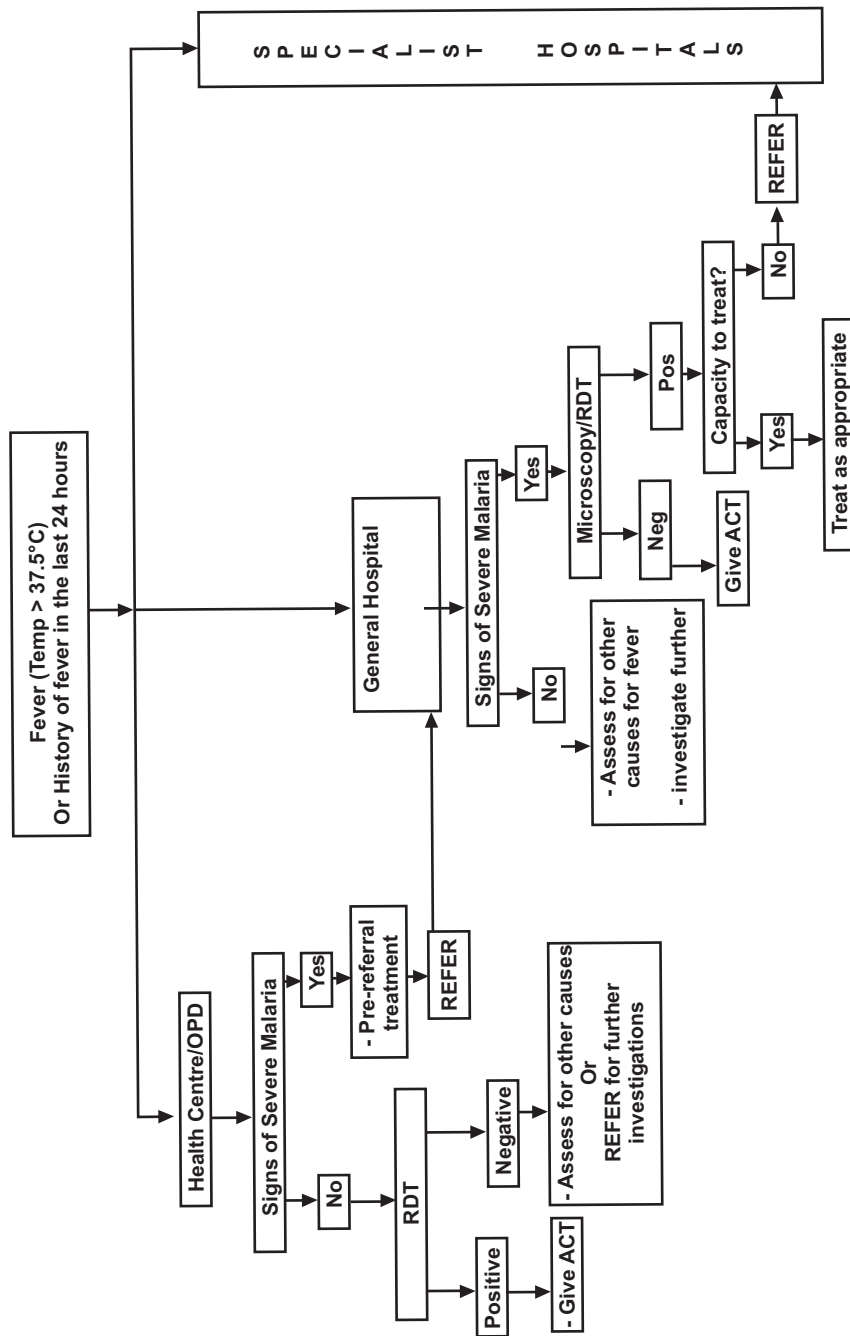 Fever (Temp > 37.5°C)
Or History of fever in the last 24 hours
Health Centre/OPD
Signs of Severe Malaria
No
Yes
RDT
- Pre-referral
treatment
REFER
Positive
Negative
- Give ACT
- Assess for other causes
Or
REFER for further
investigations
General Hospital
Signs of Severe Malaria
No
Yes
- Assess for other
causes for fever
- investigate further
Microscopy/RDT
Neg
Pos
Give ACT
Capacity to treat?
Yes
No
Treat as appropriate
REFER
SPECIALIST HOSPITALS